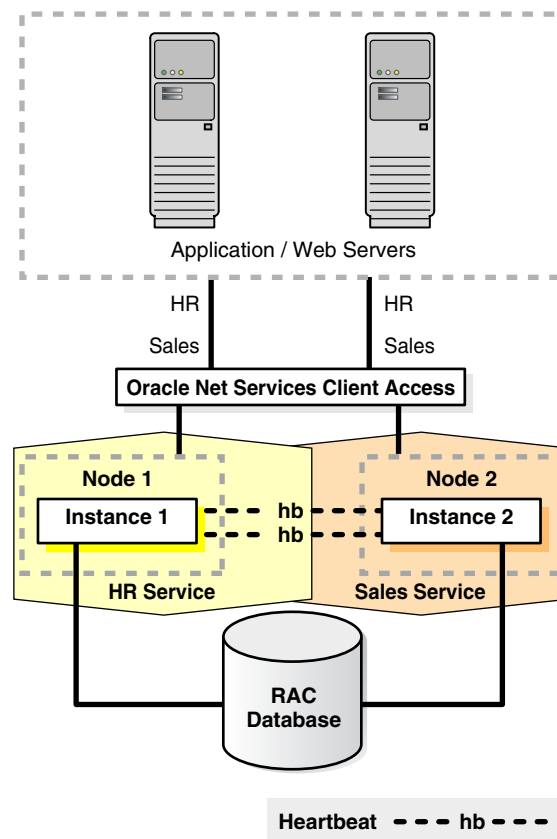 Application / Web Servers
HR HR
Sales Sales
Oracle Net Services Client Access
Node 1 Node 2
Instance 1 hb Instance 2
hb
HR Service Sales Service
RAC
Database
Heartbeat hb